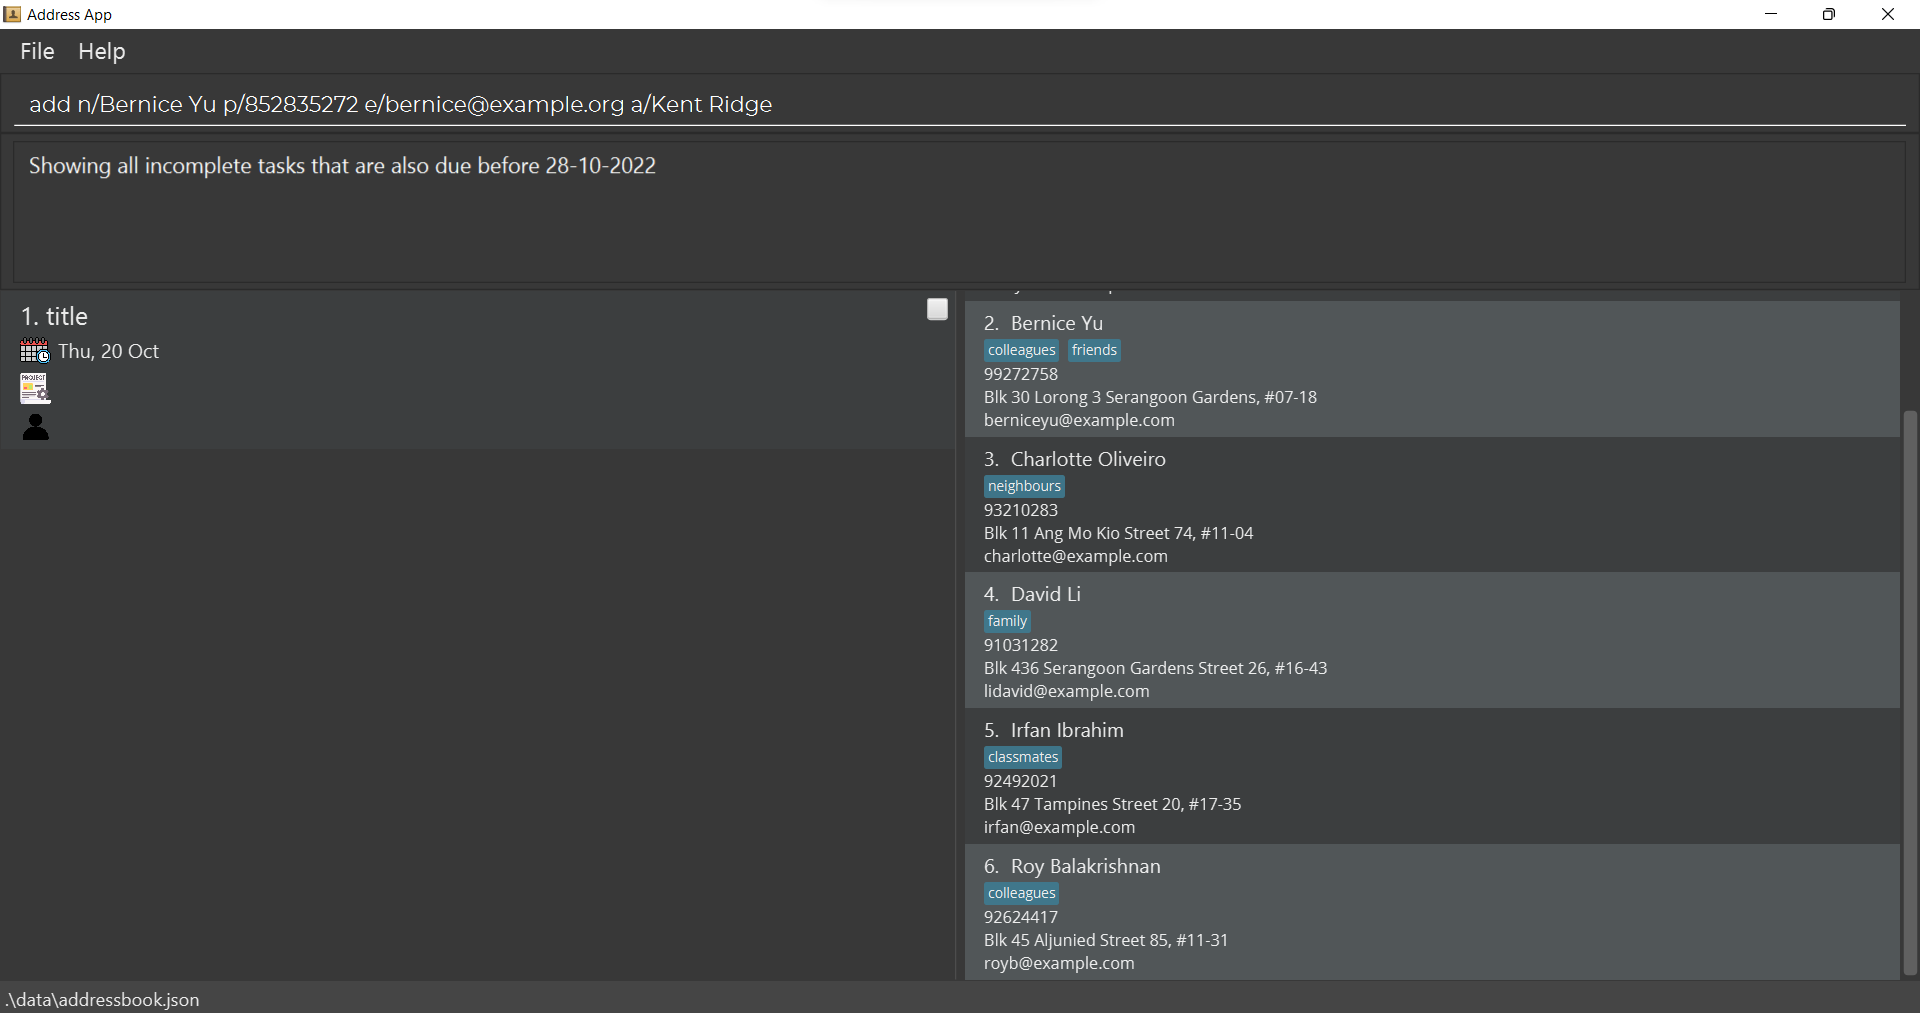 Address App
File Help
add n/Bernice Yu p/852835272 e/bernice@example.org a/Kent Ridge
Showing all incomplete tasks that are also due before 28-10-2022
1. title
Thu, 20 Oct
PROJECT
2. Bernice Yu
colleagues friends
99272758
Blk 30 Lorong 3 Serangoon Gardens, #07-18
berniceyu@example.com
3. Charlotte Oliveiro
neighbours
93210283
Blk 11 Ang Mo Kio Street 74, #11-04
charlotte@example.com
4. David Li
family
91031282
Blk 436 Serangoon Gardens Street 26, #16-43
lidavid@example.com
5. Irfan Ibrahim
classmates
92492021
Blk 47 Tampines Street 20, #17-35
irfan@example.com
6. Roy Balakrishnan
colleagues
92624417
Blk 45 Aljunied Street 85, #11-31
royb@example.com
.\data\addressbook.json